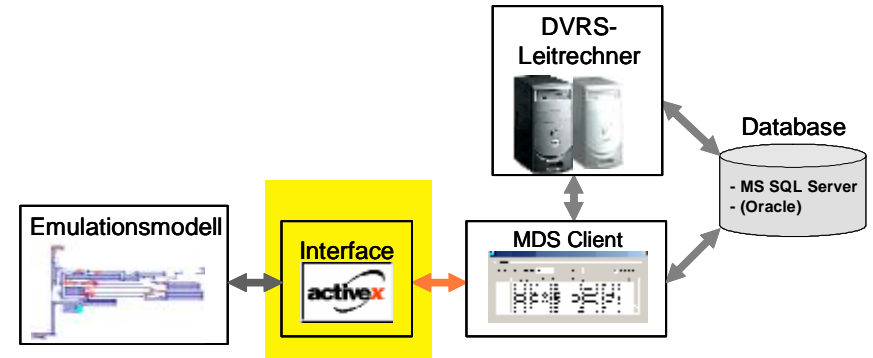 DVRS-
Leitrechner
Database
- MS SQL Server
- (Oracle)
Emulationsmodell
Interface
activex
MDS Client